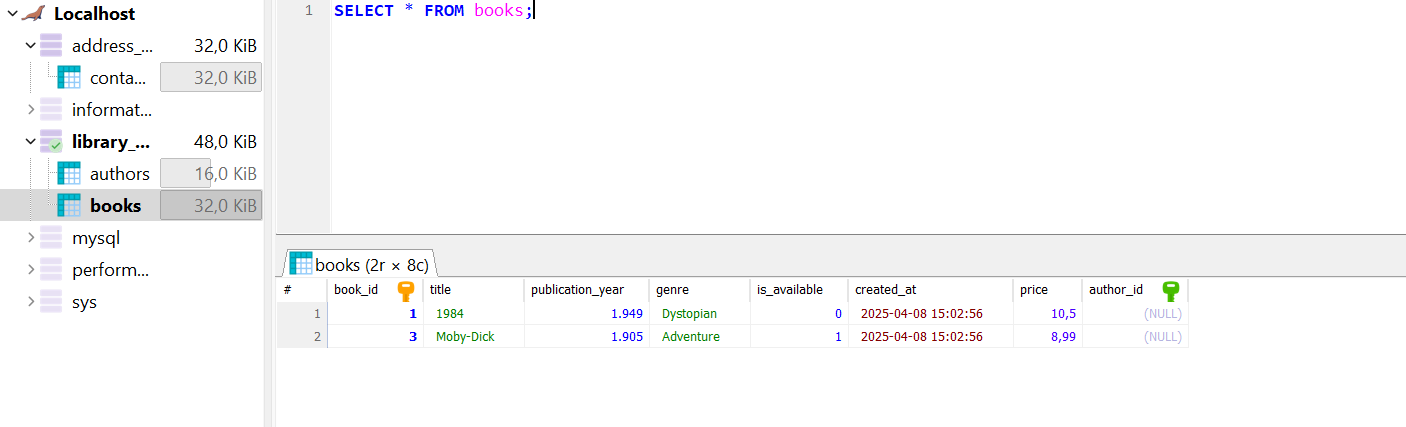 Localhost
address_... 32,0 KiB
conta... 32,0 KiB
informat...
library_... 48,0 KiB
authors 16,0 KiB
books 32,0 KiB
mysql
perform...
sys
1 SELECT * FROM books;
books (2r × 8c)
# book_id title publication_year genre is_available created_at price author_id
1 1 1984 1.949 Dystopian 0 2025-04-08 15:02:56 10,5 (NULL)
2 3 Moby-Dick 1.905 Adventure 1 2025-04-08 15:02:56 8,99 (NULL)